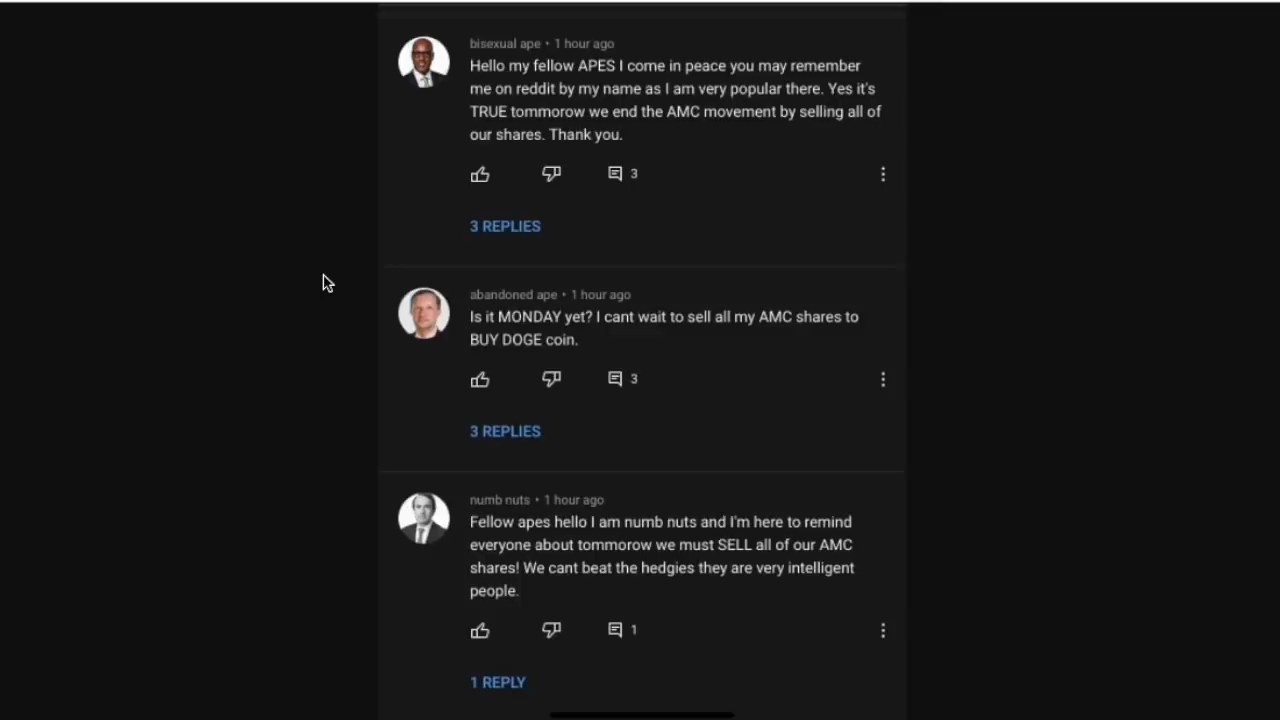 bisexual ape • 1 hour ago
Hello my fellow APES I come in peace you may remember
me on reddit by my name as I am very popular there. Yes it's
TRUE tommorow we end the AMC movement by selling all of
our shares. Thank you.
3
3 REPLIES
abandoned ape • 1 hour ago
Is it MONDAY yet? I cant wait to sell all my AMC shares to
BUY DOGE coin.
3
3 REPLIES
numb nuts • 1 hour ago
Fellow apes hello I am numb nuts and I'm here to remind
everyone about tommorow we must SELL all of our AMC
shares! We cant beat the hedgies they are very intelligent
people.
1
1 REPLY